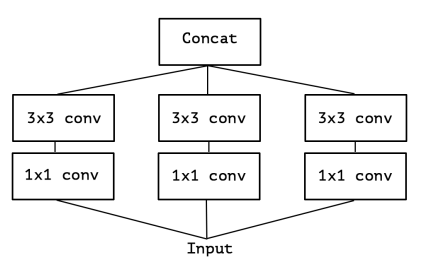 Concat
3x3 conv 3x3 conv 3x3 conv
1x1 conv 1x1 conv 1x1 conv
Input